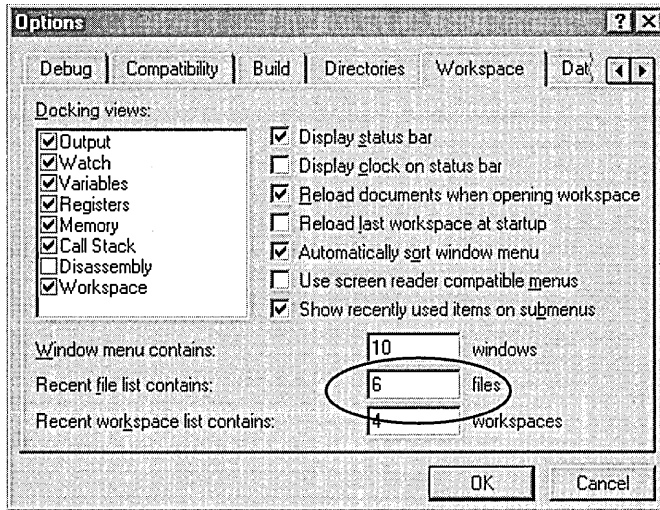 Options
Debug Compatibility Build Directories Workspace Dat
Docking views:
Output
Watch
Variables
Registers
Memory
Call Stack
Disassembly
Workspace
Display status bar
Display clock on status bar
Reload documents when opening workspace
Reload last workspace at startup
Automatically sort window menu
Use screen reader compatible menus
Show recently used items on submenus
Window menu contains: 10 windows
Recent file list contains: 6 files
Recent workspace list contains: 4 workspaces
OK Cancel